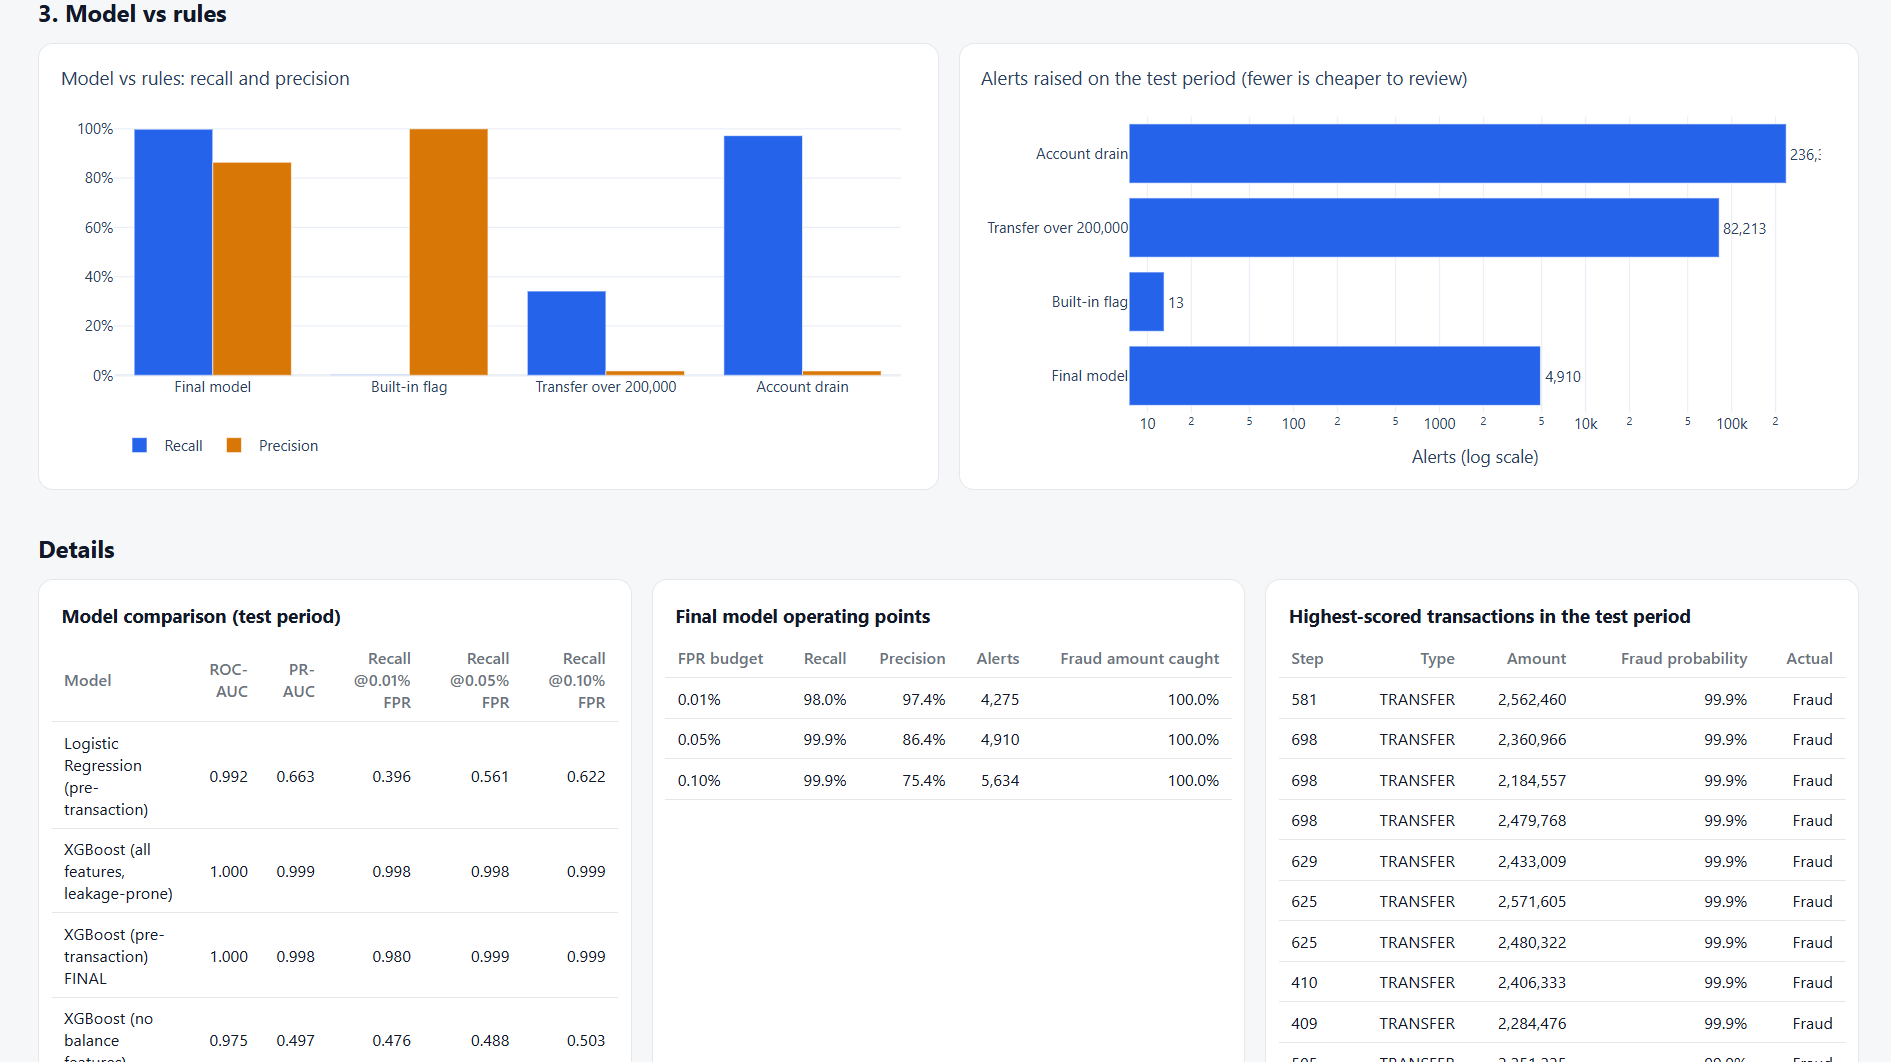 3. Model vs rules
Model vs rules: recall and precision
100%
80%
60%
40%
20%
0%
Final model
Built-in flag
Transfer over 200,000
Account drain
Recall
Precision
Alerts raised on the test period (fewer is cheaper to review)
Account drain
Transfer over 200,000
82,213
Built-in flag
13
Final model
4,910
10 2 5 100 2 5 1000 2 5 10k 2 5 100k 2
Alerts (log scale)
Details
Model comparison (test period)
Model
ROC-
AUC
PR-
AUC
Recall
@0.01%
FPR
Recall
@0.05%
FPR
Recall
@0.10%
FPR
Logistic
Regression
(pre-
transaction)
0.992 0.663 0.396 0.561 0.622
XGBoost (all
features,
leakage-prone)
1.000 0.999 0.998 0.998 0.999
XGBoost (pre-
transaction)
FINAL
1.000 0.998 0.980 0.999 0.999
XGBoost (no
balance
features)
0.975 0.497 0.476 0.488 0.503
Final model operating points
FPR budget Recall Precision Alerts Fraud amount caught
0.01% 98.0% 97.4% 4,275 100.0%
0.05% 99.9% 86.4% 4,910 100.0%
0.10% 99.9% 75.4% 5,634 100.0%
Highest-scored transactions in the test period
Step Type Amount Fraud probability Actual
581 TRANSFER 2,562,460 99.9% Fraud
698 TRANSFER 2,360,966 99.9% Fraud
698 TRANSFER 2,184,557 99.9% Fraud
698 TRANSFER 2,479,768 99.9% Fraud
629 TRANSFER 2,433,009 99.9% Fraud
625 TRANSFER 2,571,605 99.9% Fraud
625 TRANSFER 2,480,322 99.9% Fraud
410 TRANSFER 2,406,333 99.9% Fraud
409 TRANSFER 2,284,476 99.9% Fraud